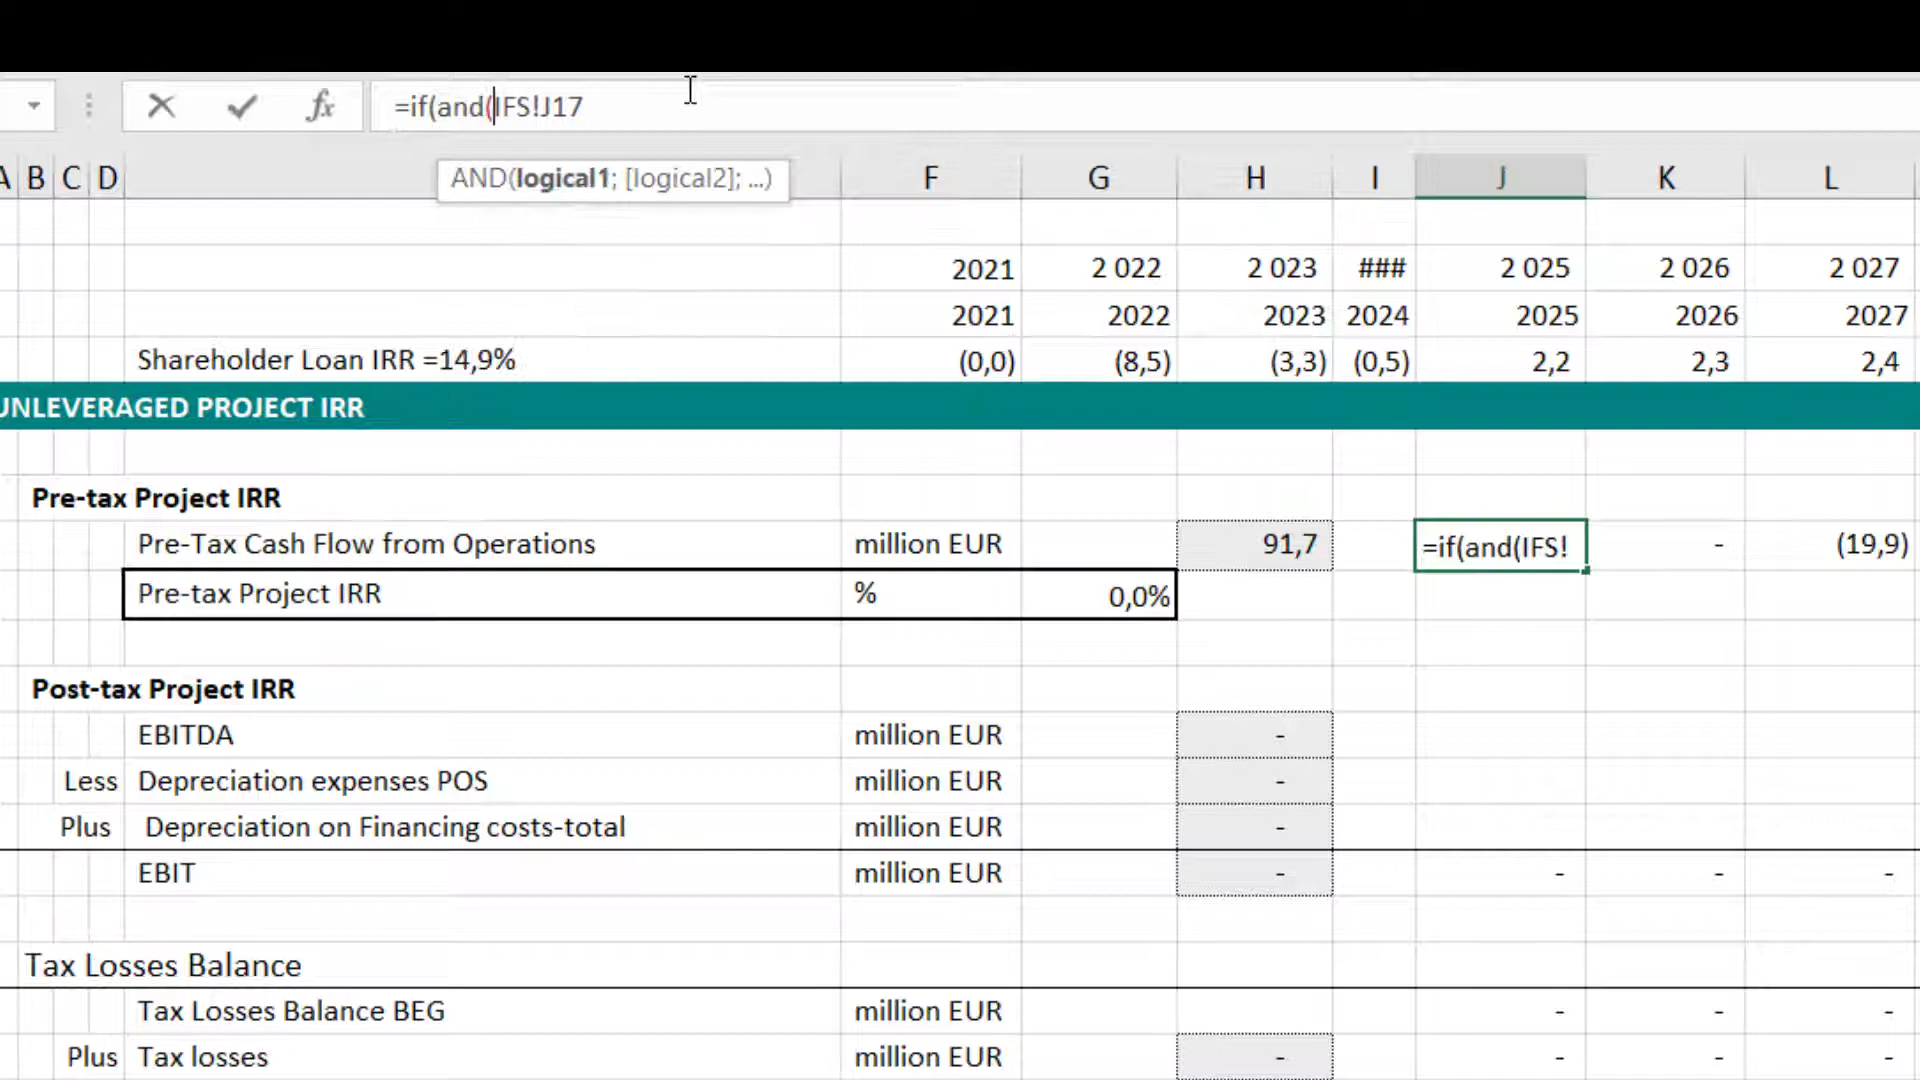 fx =if(and(IFS!J17
A B C D AND(logical1; [logical2]; ...) F G H I J K L
2021 2 022 2 023 ### 2 025 2 026 2 027
2021 2022 2023 2024 2025 2026 2027
Shareholder Loan IRR =14,9% (0,0) (8,5) (3,3) (0,5) 2,2 2,3 2,4
UNLEVERAGED PROJECT IRR
Pre-tax Project IRR
Pre-Tax Cash Flow from Operations million EUR 91,7 =if(and(IFS! - (19,9)
Pre-tax Project IRR % 0,0%
Post-tax Project IRR
EBITDA million EUR -
Less Depreciation expenses POS million EUR -
Plus Depreciation on Financing costs-total million EUR -
EBIT million EUR - - - -
Tax Losses Balance
Tax Losses Balance BEG million EUR - - -
Plus Tax losses million EUR - - - -